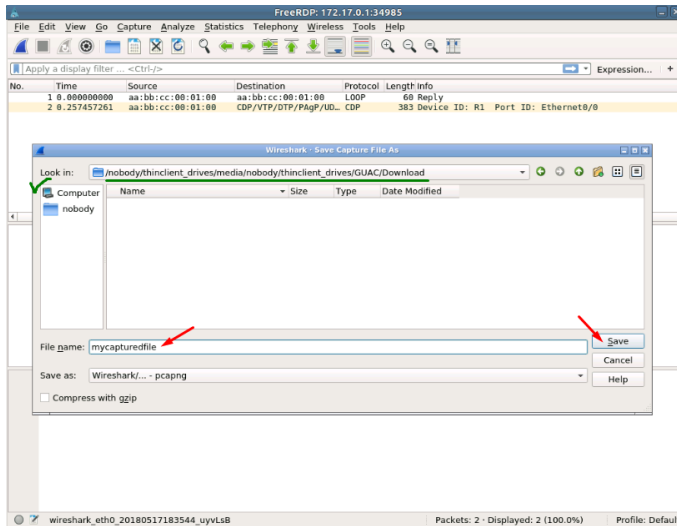 FreeRDP: 172.17.0.1:34985
File Edit View Go Capture Analyze Statistics Telephony Wireless Tools Help
Apply a display filter ... <Ctrl-/> Expression... +
No. Time Source Destination Protocol Length Info
1 0.000000000 aa:bb:cc:00:01:00 aa:bb:cc:00:01:00 LOOP 60 Reply
2 0.257457261 aa:bb:cc:00:01:00 CDP/VTP/DTP/PAgP/UD… CDP 383 Device ID: R1 Port ID: Ethernet0/0
Wireshark · Save Capture File As
Look in: /nobody/thinclient_drives/media/nobody/thinclient_drives/GUAC/Download
Computer Name Size Type Date Modified
nobody
File name: mycapturedfile Save
Cancel
Save as: Wireshark/... - pcapng Help
Compress with gzip
wireshark_eth0_20180517183544_uyvLsB Packets: 2 · Displayed: 2 (100.0%) Profile: Defaul